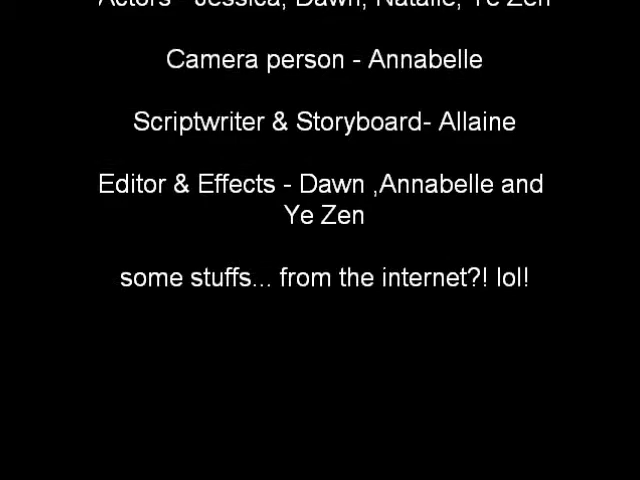 Actors - Jessica, Dawn, Natalie, Ye Zen
Camera person - Annabelle
Scriptwriter & Storyboard- Allaine
Editor & Effects - Dawn ,Annabelle and
Ye Zen
some stuffs... from the internet?! lol!